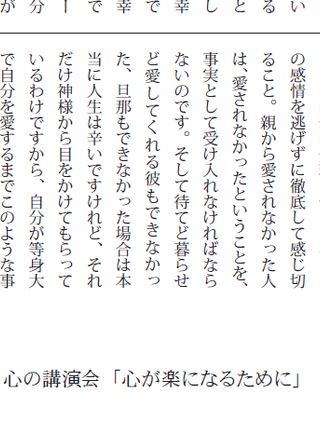 い
る
と
し
幸
で
幸
で
ー
分
が
の感情を逃げずに徹底して感じ切
ること。親から愛されなかった人
は、愛されなかったということを、
事実として受け入れなければなら
ないのです。そして待てど暮らせ
ど愛してくれる彼もできなかっ
た、旦那もできなかった場合は本
当に人生は辛いですけれど、それ
だけ神様から目をかけてもらって
いるわけですから、自分が等身大
で自分を愛するまでこのような事
心の講演会「心が楽になるために」